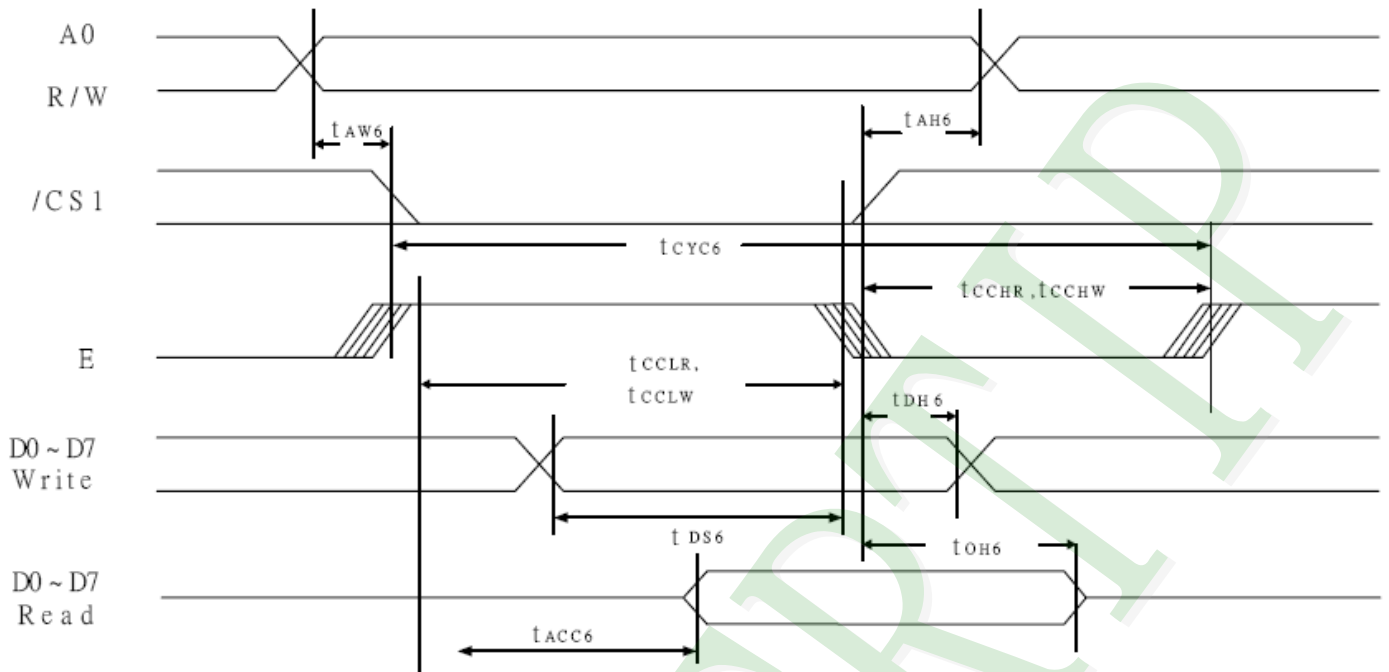 A0
R/W
tAW6
tAH6
/CS1
tCYC6
tCCHR,tCCHW
E
tCCLR,
tCCLW
tDH6
D0~D7
Write
tDS6
tOH6
D0~D7
Read
tACC6